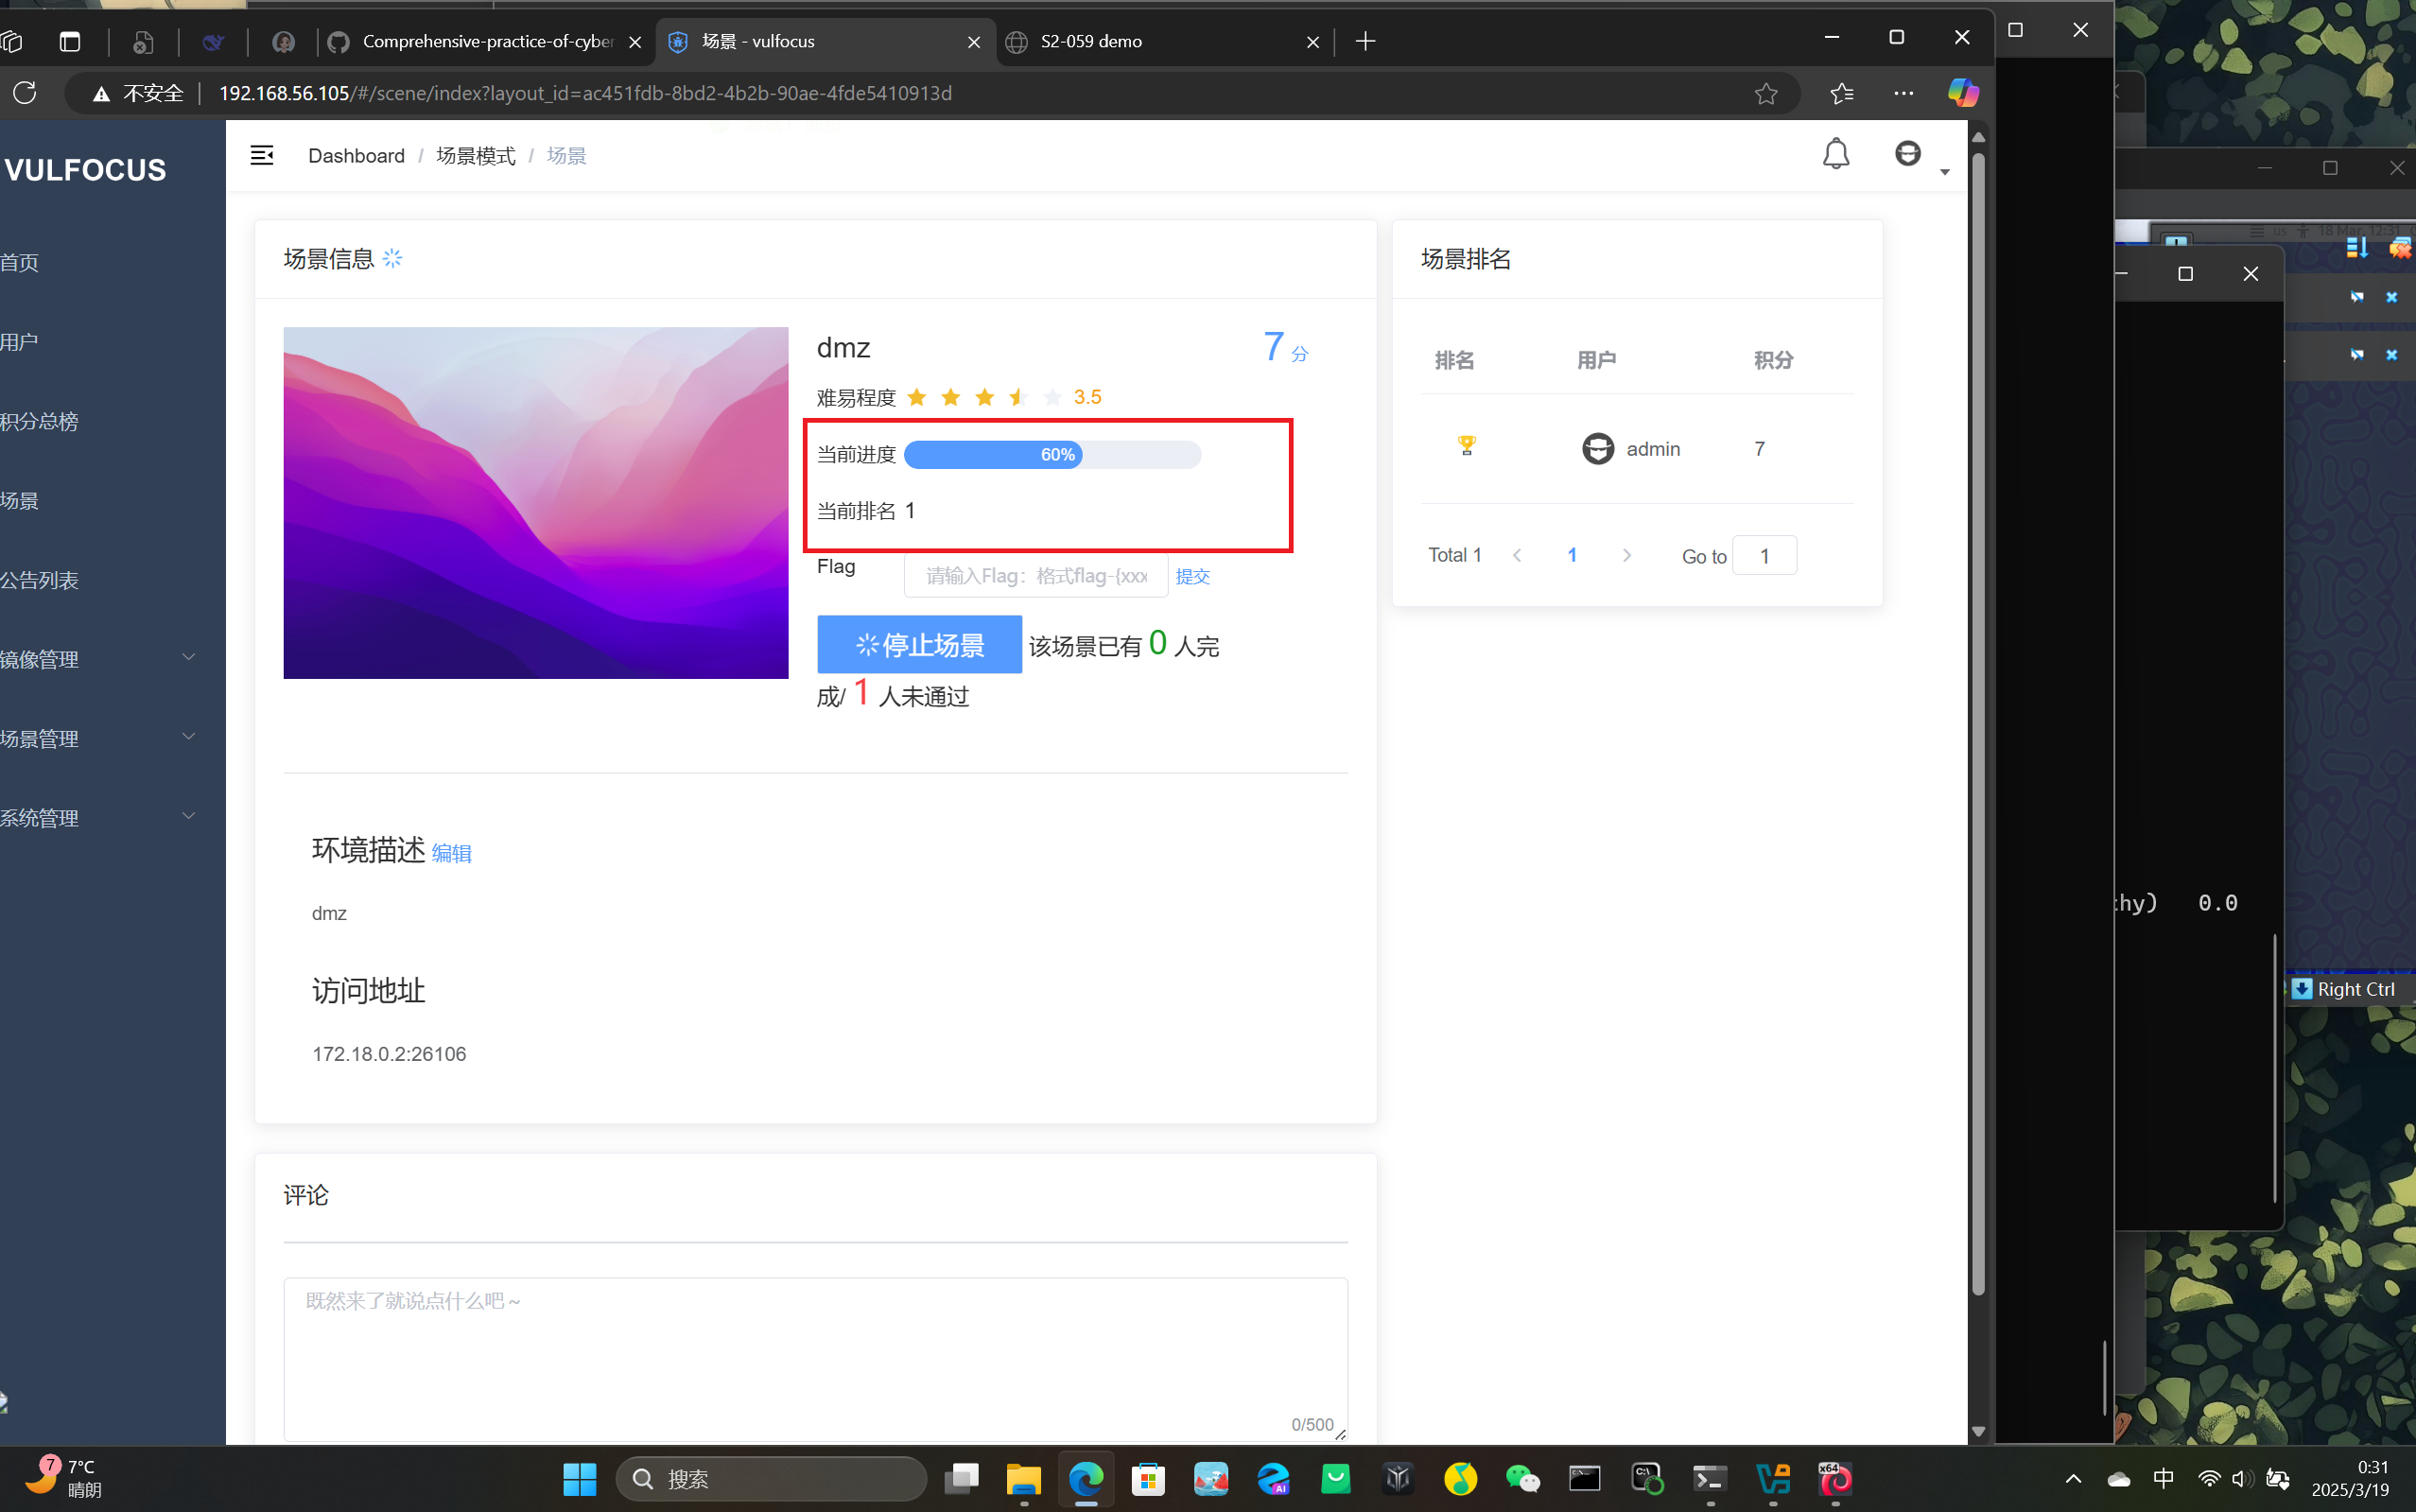 Comprehensive-practice-of-cyber
场景 - vulfocus
S2-059 demo
不安全
192.168.56.105/#/scene/index?layout_id=ac451fdb-8bd2-4b2b-90ae-4fde5410913d
VULFOCUS
Dashboard / 场景模式 / 场景
首页
用户
积分总榜
场景
公告列表
镜像管理
场景管理
系统管理
场景信息
dmz
7 分
难易程度 3.5
当前进度 60%
当前排名 1
Flag 请输入Flag：格式flag-{xxx 提交
停止场景 该场景已有 0 人完
成/ 1 人未通过
环境描述 编辑
dmz
访问地址
172.18.0.2:26106
评论
既然来了就说点什么吧~
0/500
场景排名
排名 用户 积分
admin 7
Total 1 1 Go to 1
us 18 Mar, 12:31
hy) 0.0
Right Ctrl
7
7°C
晴朗
搜索
AI
x64
中
0:31
2025/3/19